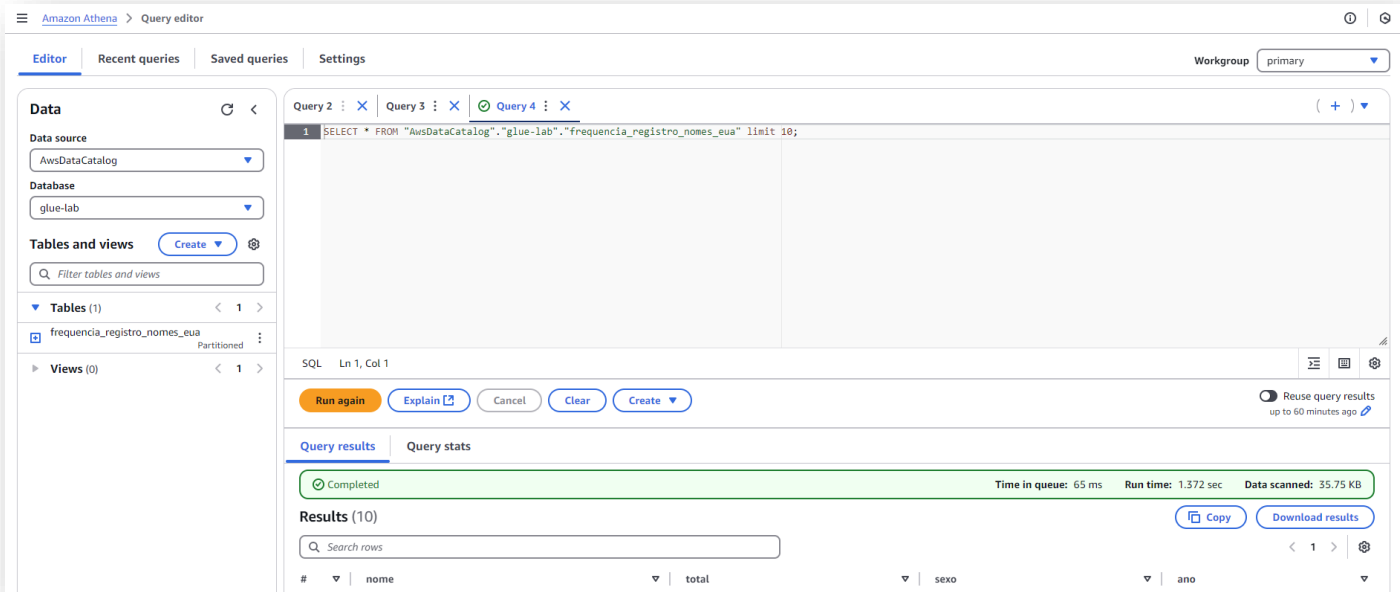 Amazon Athena > Query editor
Editor Recent queries Saved queries Settings
Workgroup primary
Data
Data source
AwsDataCatalog
Database
glue-lab
Tables and views Create
Filter tables and views
Tables (1) 1
frequencia_registro_nomes_eua
Partitioned
Views (0) 1
Query 2 Query 3 Query 4
1 SELECT * FROM "AwsDataCatalog"."glue-lab"."frequencia_registro_nomes_eua" limit 10;
SQL Ln 1, Col 1
Run again Explain Cancel Clear Create
Reuse query results
up to 60 minutes ago
Query results Query stats
Completed Time in queue: 65 ms Run time: 1.372 sec Data scanned: 35.75 KB
Results (10) Copy Download results
Search rows 1
# nome total sexo ano